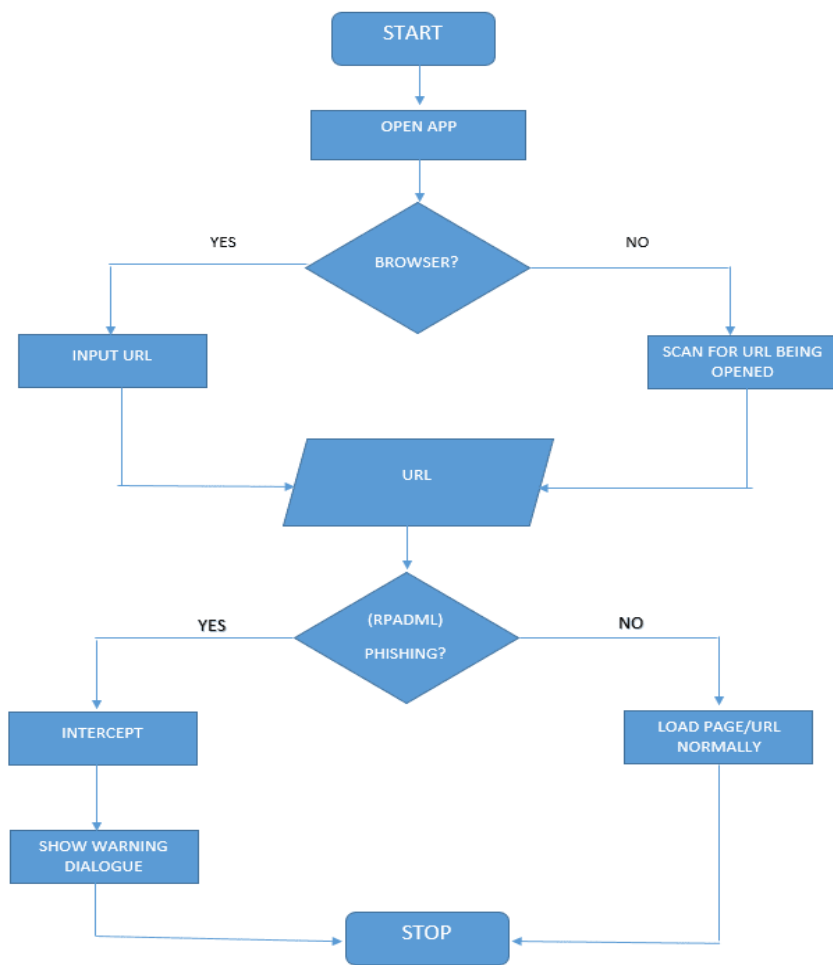 START
OPEN APP
YES
BROWSER?
NO
INPUT URL
SCAN FOR URL BEING
OPENED
URL
YES
(RPADML)
PHISHING?
NO
INTERCEPT
LOAD PAGE/URL
NORMALLY
SHOW WARNING
DIALOGUE
STOP